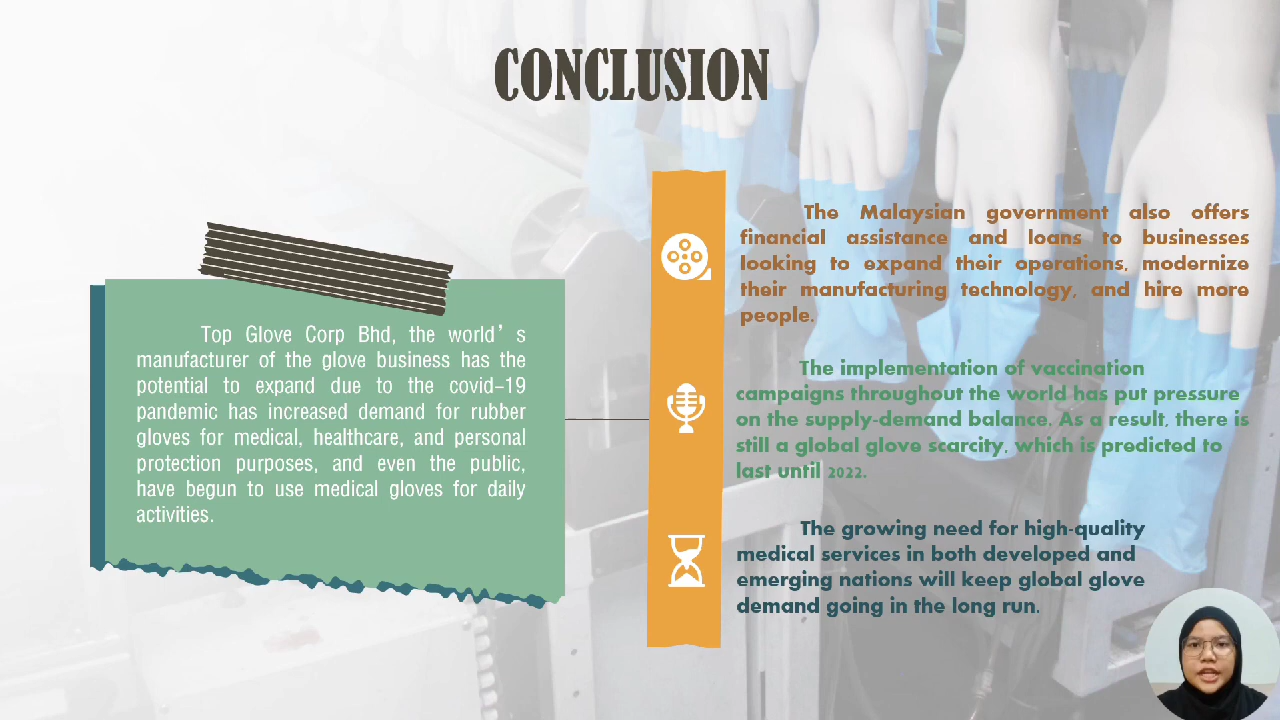 CONCLUSION
Top Glove Corp Bhd, the world’s
manufacturer of the glove business has the
potential to expand due to the covid-19
pandemic has increased demand for rubber
gloves for medical, healthcare, and personal
protection purposes, and even the public,
have begun to use medical gloves for daily
activities.
The Malaysian government also offers
financial assistance and loans to businesses
looking to expand their operations, modernize
their manufacturing technology, and hire more
people.
The implementation of vaccination
campaigns throughout the world has put pressure
on the supply-demand balance. As a result, there is
still a global glove scarcity, which is predicted to
last until 2022.
The growing need for high-quality
medical services in both developed and
emerging nations will keep global glove
demand going in the long run.